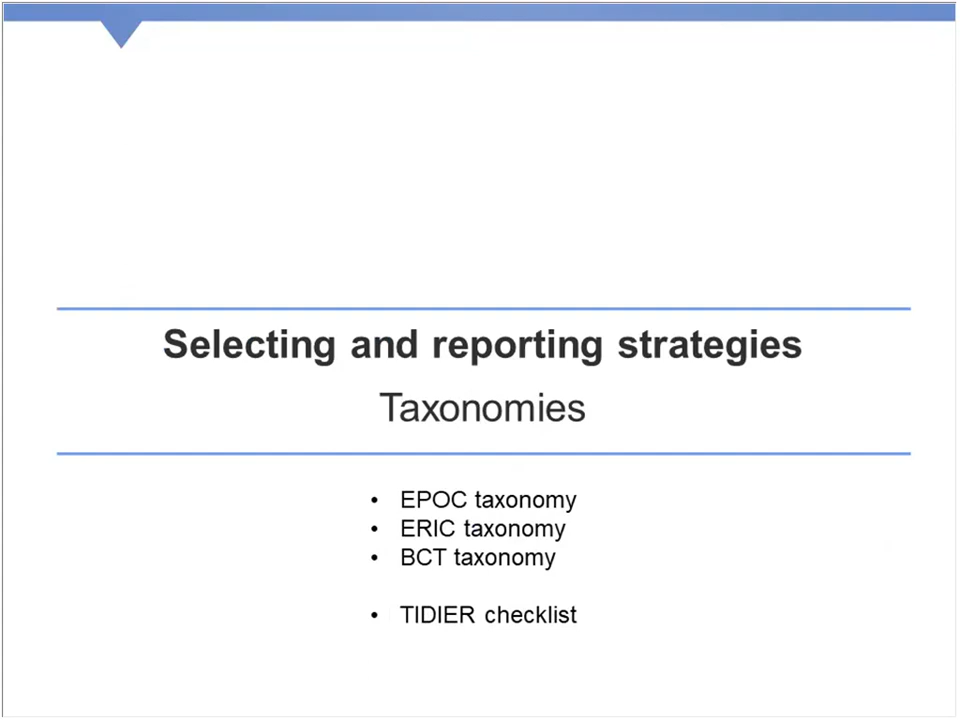 Selecting and reporting strategies
Taxonomies
• EPOC taxonomy
• ERIC taxonomy
• BCT taxonomy
• TIDIER checklist